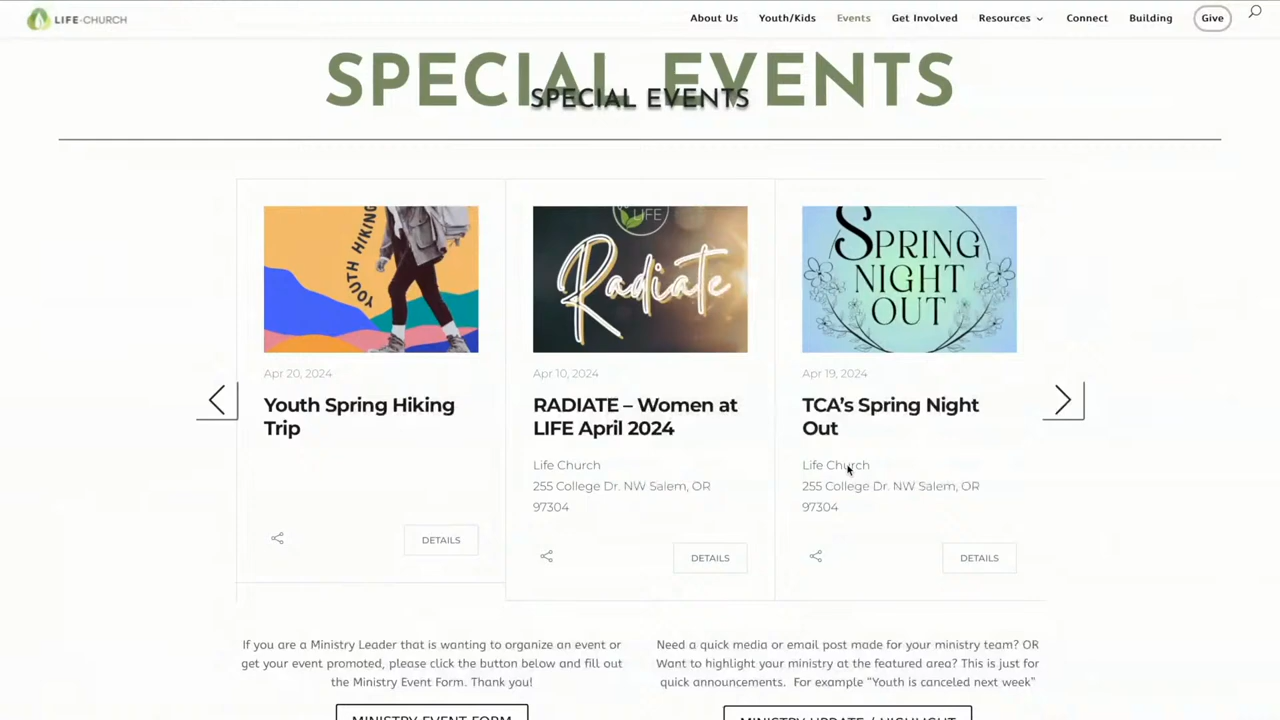 LIFE-CHURCH
About Us
Youth/Kids
Events
Get Involved
Resources
Connect
Building
Give
SPECIAL EVENTS
SPECIAL EVENTS
YOUTH HIKING
Apr 20, 2024
Youth Spring Hiking
Trip
DETAILS
LIFE
Radiate
Apr 10, 2024
RADIATE – Women at
LIFE April 2024
Life Church
255 College Dr. NW Salem, OR
97304
DETAILS
SPRING
NIGHT
OUT
Apr 19, 2024
TCA's Spring Night
Out
Life Church
255 College Dr. NW Salem, OR
97304
DETAILS
If you are a Ministry Leader that is wanting to organize an event or
get your event promoted, please click the button below and fill out
the Ministry Event Form. Thank you!
MINISTRY EVENT FORM
Need a quick media or email post made for your ministry team? OR
Want to highlight your ministry at the featured area? This is just for
quick announcements. For example "Youth is canceled next week"
MINISTRY UPDATE / HIGHLIGHT